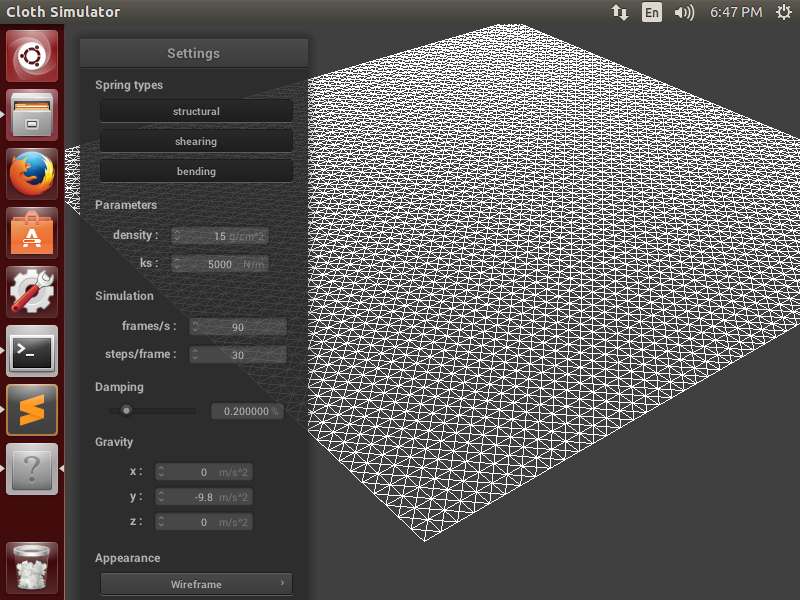 Cloth Simulator
En
6:47 PM
Settings
Spring types
structural
shearing
bending
Parameters
density : 15 g/cm^2
ks : 5000 N/m
Simulation
frames/s : 90
steps/frame : 30
Damping
0.200000 %
Gravity
x : 0 m/s^2
y : -9.8 m/s^2
z : 0 m/s^2
Appearance
Wireframe